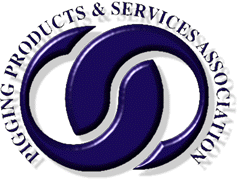 PIGGING PRODUCTS & SERVICES ASSOCIATION